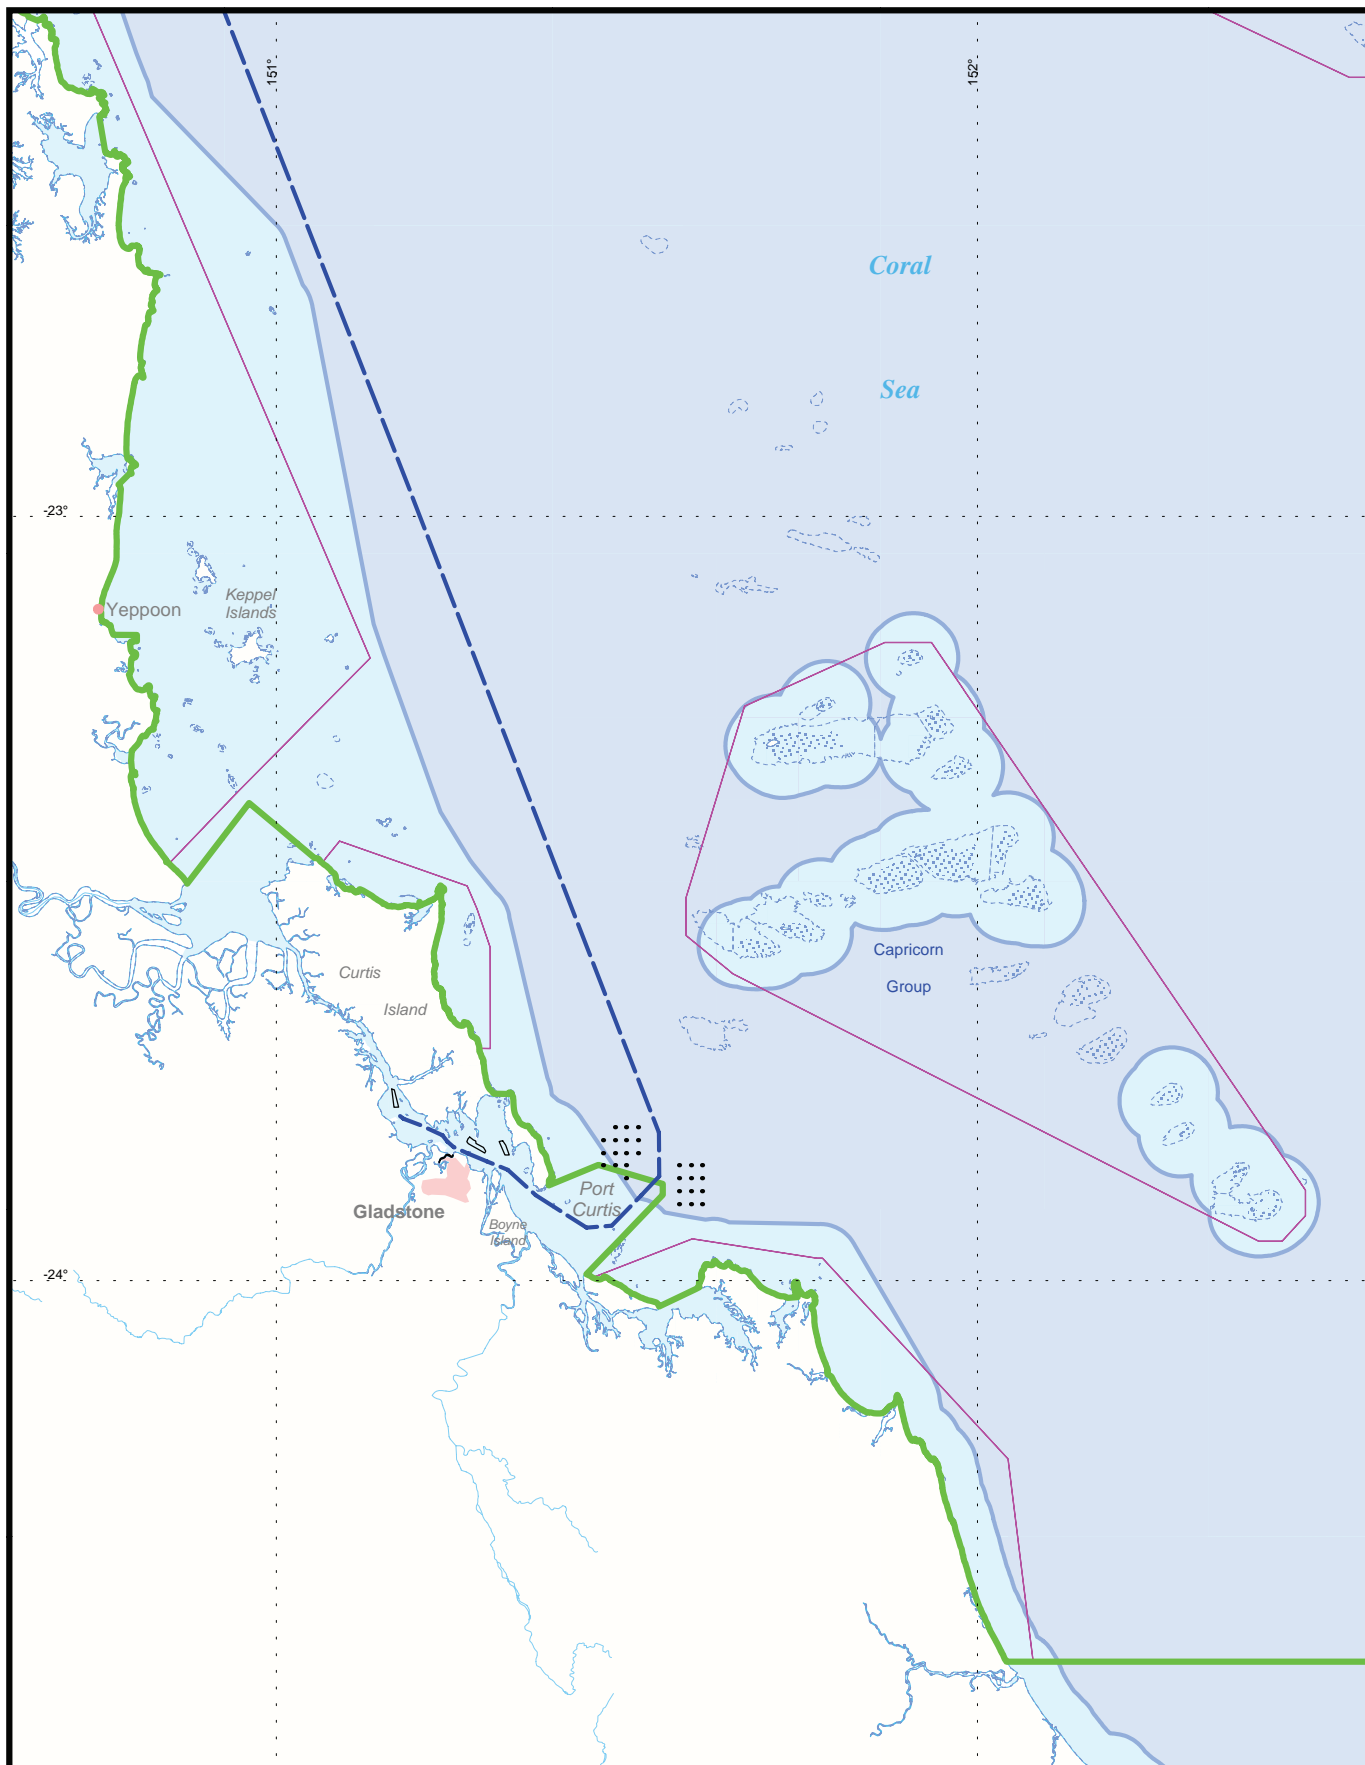 151°
152°
Coral
Sea
-23°
Keppel
Islands
Yeppoon
Capricorn
Group
Curtis
Island
Port
Curtis
Gladstone
Boyne
Island
-24°